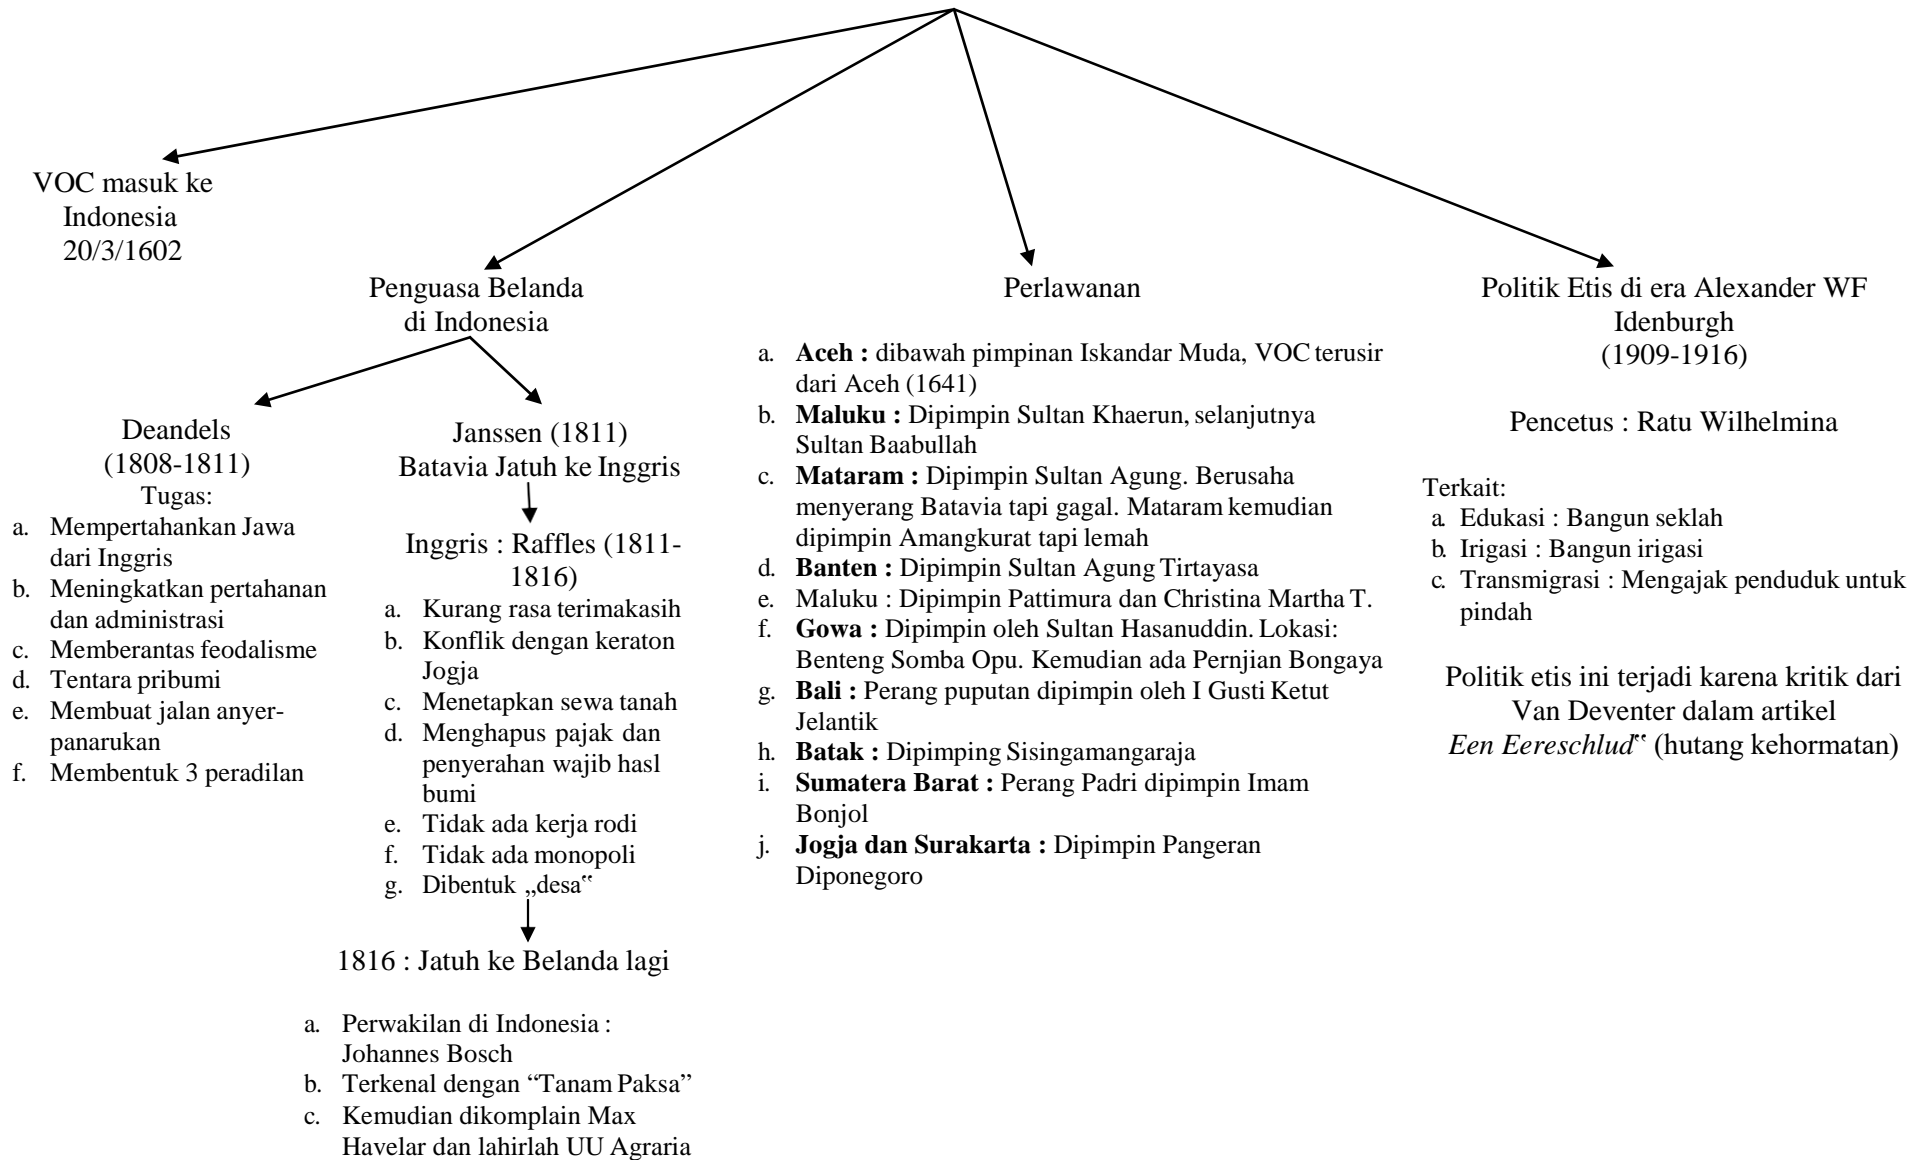 VOC masuk ke
Indonesia
20/3/1602
Penguasa Belanda
di Indonesia
Deandels
(1808-1811)
Tugas:
a. Mempertahankan Jawa
dari Inggris
b. Meningkatkan pertahanan
dan administrasi
c. Memberantas feodalisme
d. Tentara pribumi
e. Membuat jalan anyer-
panarukan
f. Membentuk 3 peradilan
Janssen (1811)
Batavia Jatuh ke Inggris
Inggris : Raffles (1811-
1816)
a. Kurang rasa terimakasih
b. Konflik dengan keraton
Jogja
c. Menetapkan sewa tanah
d. Menghapus pajak dan
penyerahan wajib hasl
bumi
e. Tidak ada kerja rodi
f. Tidak ada monopoli
g. Dibentuk „desa‟
1816 : Jatuh ke Belanda lagi
a. Perwakilan di Indonesia :
Johannes Bosch
b. Terkenal dengan “Tanam Paksa”
c. Kemudian dikomplain Max
Havelar dan lahirlah UU Agraria
Perlawanan
a. Aceh : dibawah pimpinan Iskandar Muda, VOC terusir
dari Aceh (1641)
b. Maluku : Dipimpin Sultan Khaerun, selanjutnya
Sultan Baabullah
c. Mataram : Dipimpin Sultan Agung. Berusaha
menyerang Batavia tapi gagal. Mataram kemudian
dipimpin Amangkurat tapi lemah
d. Banten : Dipimpin Sultan Agung Tirtayasa
e. Maluku : Dipimpin Pattimura dan Christina Martha T.
f. Gowa : Dipimpin oleh Sultan Hasanuddin. Lokasi:
Benteng Somba Opu. Kemudian ada Pernjian Bongaya
g. Bali : Perang puputan dipimpin oleh I Gusti Ketut
Jelantik
h. Batak : Dipimping Sisingamangaraja
i. Sumatera Barat : Perang Padri dipimpin Imam
Bonjol
j. Jogja dan Surakarta : Dipimpin Pangeran
Diponegoro
Politik Etis di era Alexander WF
Idenburgh
(1909-1916)
Pencetus : Ratu Wilhelmina
Terkait:
a. Edukasi : Bangun seklah
b. Irigasi : Bangun irigasi
c. Transmigrasi : Mengajak penduduk untuk
pindah
Politik etis ini terjadi karena kritik dari
Van Deventer dalam artikel
Een Eereschlud‟ (hutang kehormatan)